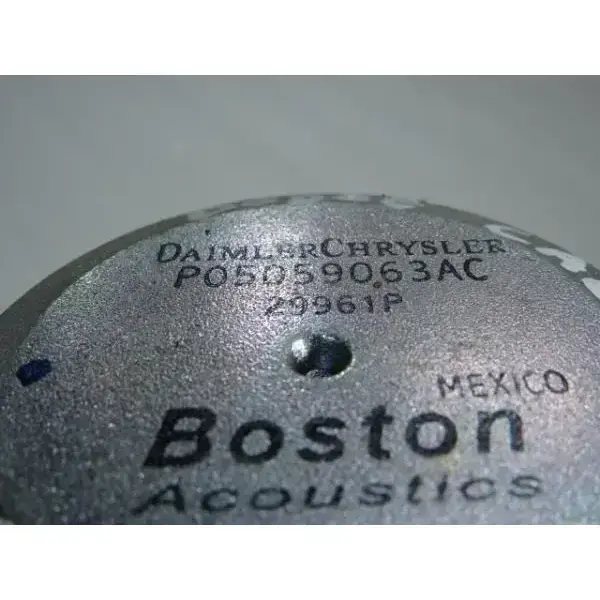 DAIMLERCHRYSLER
P05059063AC
29961P
MEXICO
Boston
Acoustics